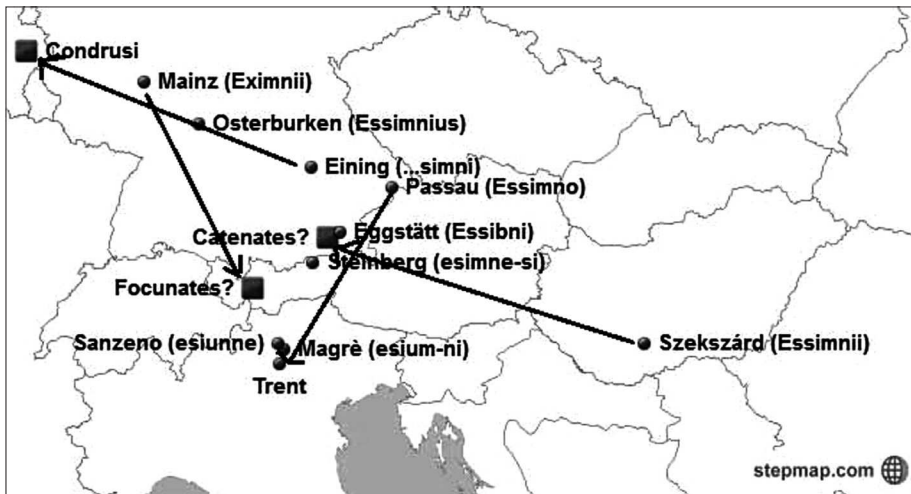 Condrusi
Mainz (Eximnii)
Osterburken (Essimnius)
Eining (...simni)
Passau (Essimno)
Catenates?
Eggstätt (Essibni)
Steinberg (esimne-si)
Focunates?
Sanzeno (esiunne)
Magrè (esium-ni)
Szekszárd (Essimnii)
Trent
stepmap.com